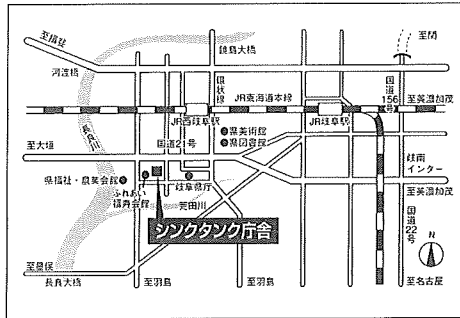 至揖斐
鏡島大橋
至関
河渡橋
環状線
国道156号
JR東海道本線
至美濃加茂
JR西岐阜駅
JR岐阜駅
長良川
国道21号
県美術館
県図書館
至大垣
岐南インター
県福祉・農業会館
ふれあい福寿会館
岐阜県庁
至美濃加茂
荒田川
シンクタンク庁舎
国道22号
N
長良大橋
至羽島
至羽島
至名古屋